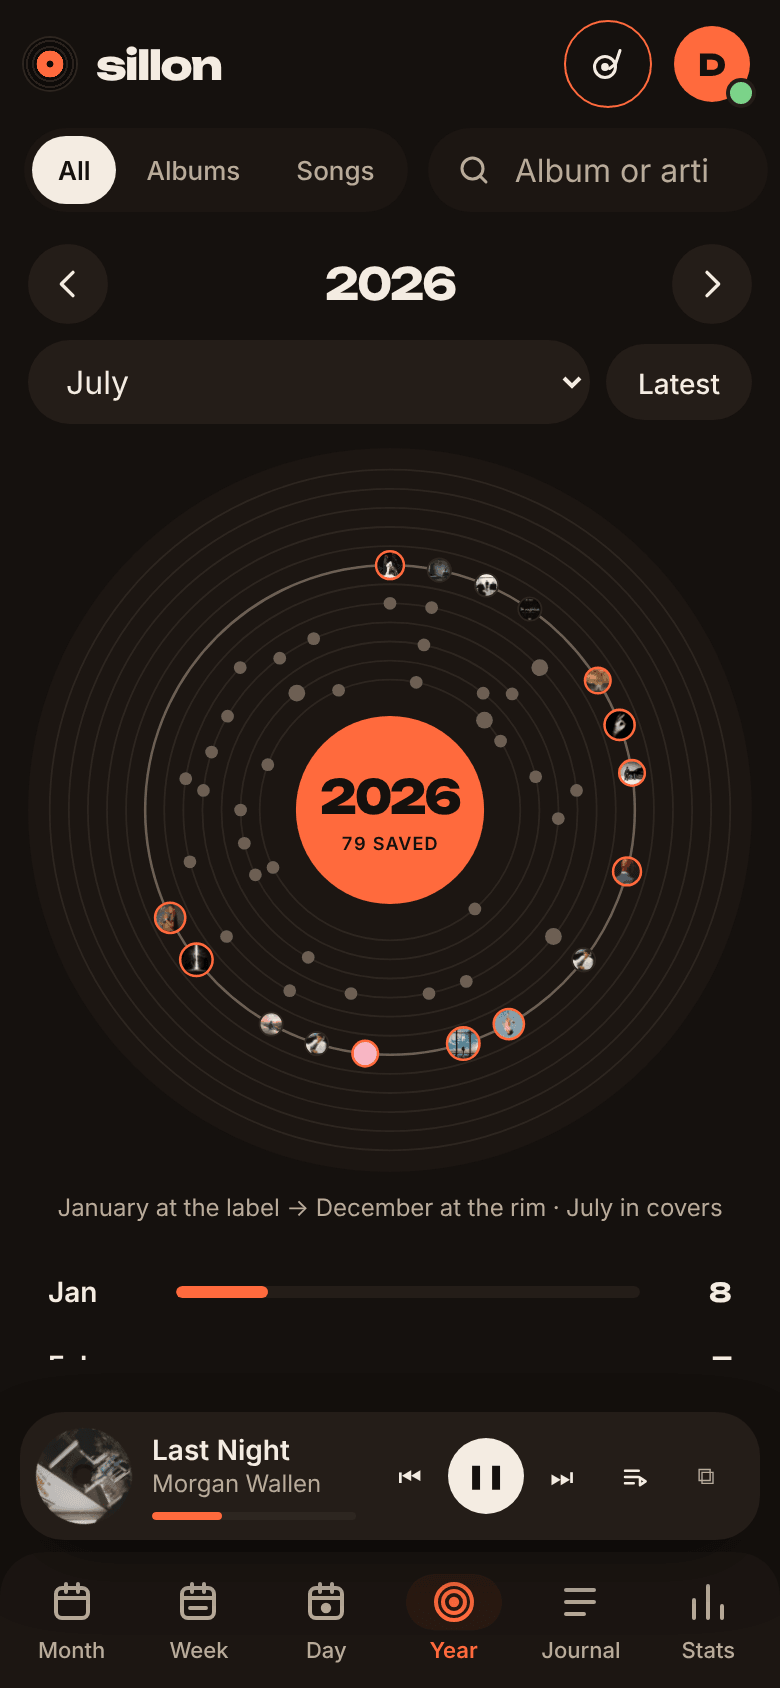 sillon
D
All
Albums
Songs
Album or arti
2026
July
Latest
2026
79 SAVED
January at the label → December at the rim · July in covers
Jan
8
Last Night
Morgan Wallen
Month
Week
Day
Year
Journal
Stats